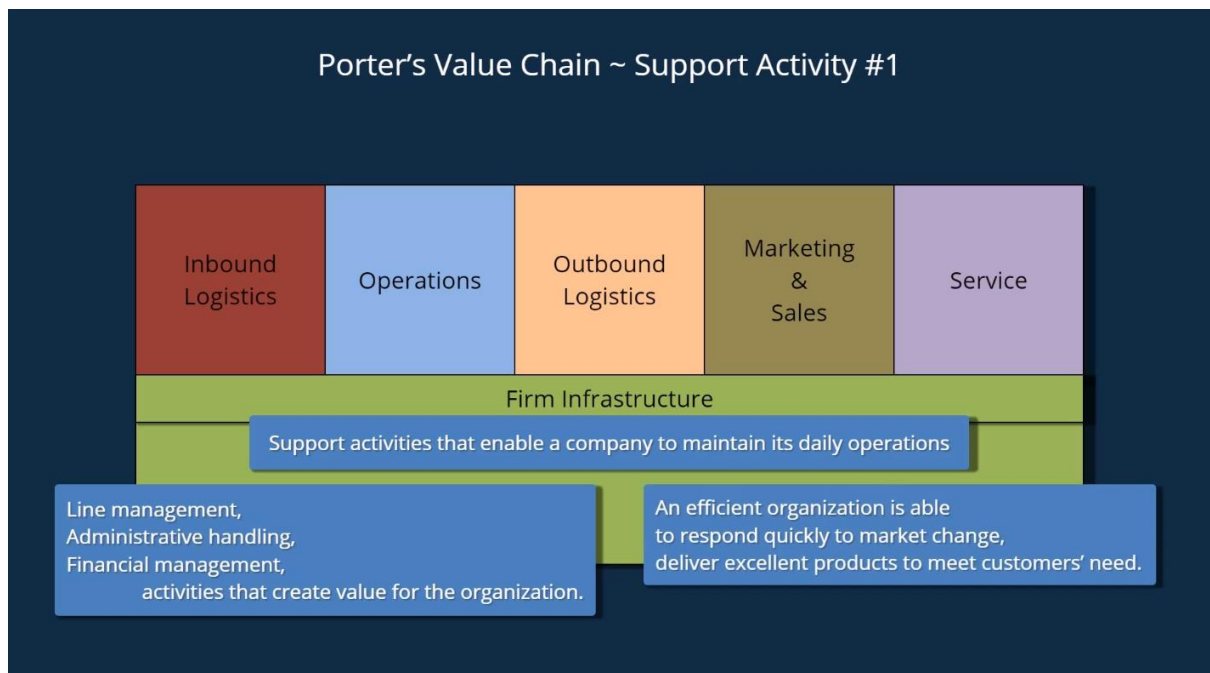 Porter’s Value Chain ~ Support Activity #1
Inbound
Logistics
Operations
Outbound
Logistics
Marketing
&
Sales
Service
Firm Infrastructure
Support activities that enable a company to maintain its daily operations
Line management,
Administrative handling,
Financial management,
activities that create value for the organization.
An efficient organization is able
to respond quickly to market change,
deliver excellent products to meet customers’ need.